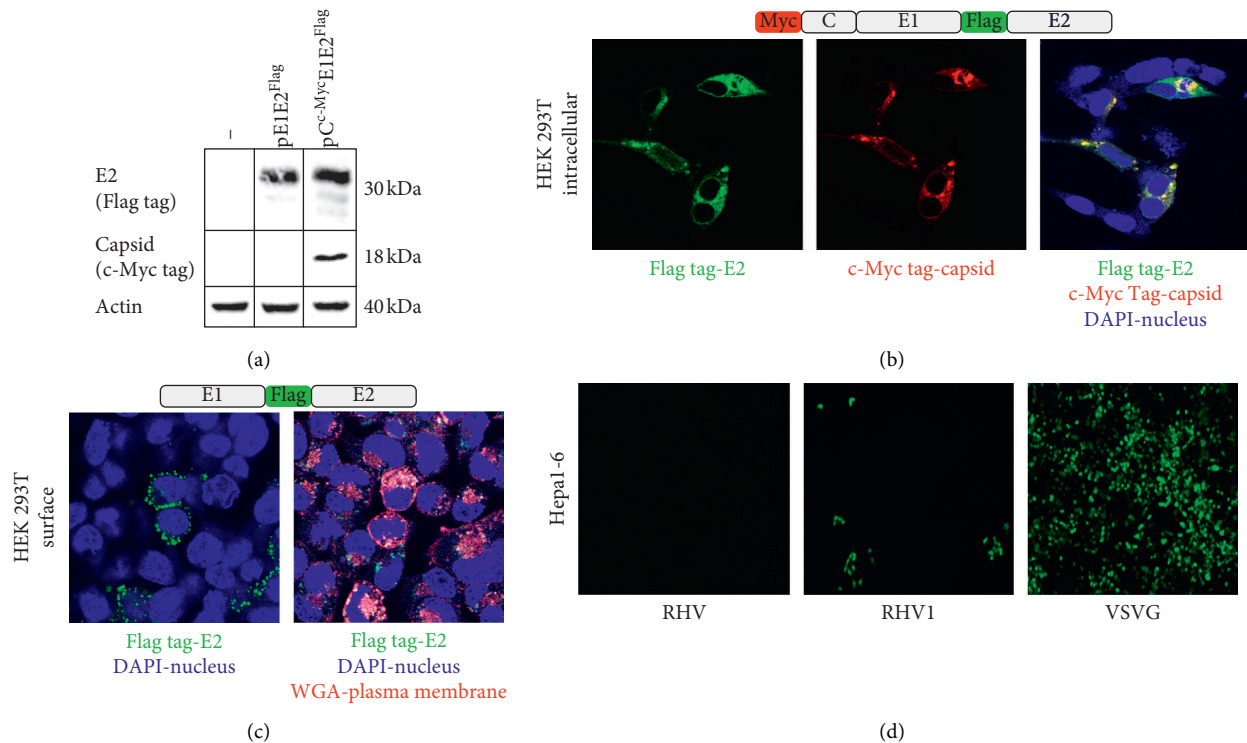 (a)
–
pE1E2Flag
pCc-MycE1E2Flag
E2
(Flag tag)
30 kDa
Capsid
(c-Myc tag)
18 kDa
Actin
40 kDa
(b)
Myc C E1 Flag E2
HEK 293T
intracellular
Flag tag-E2
c-Myc tag-capsid
Flag tag-E2
c-Myc Tag-capsid
DAPI-nucleus
(c)
E1 Flag E2
HEK 293T
surface
Flag tag-E2
DAPI-nucleus
Flag tag-E2
DAPI-nucleus
WGA-plasma membrane
(d)
Hepa1-6
RHV
RHV1
VSVG